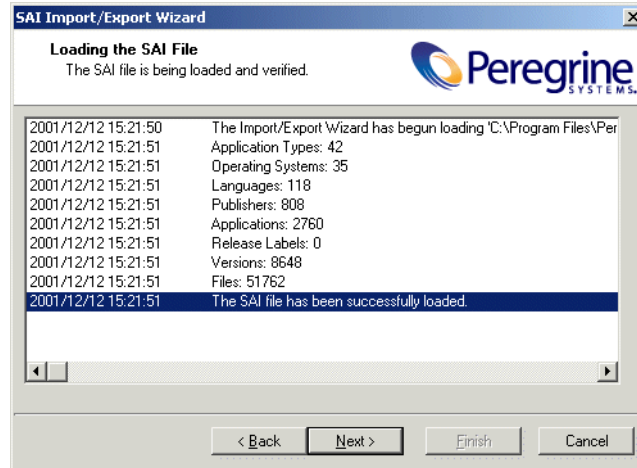 SAI Import/Export Wizard
Loading the SAI File
The SAI file is being loaded and verified.
Peregrine
SYSTEMS
2001/12/12 15:21:50 The Import/Export Wizard has begun loading 'C:\Program Files\Per
2001/12/12 15:21:51 Application Types: 42
2001/12/12 15:21:51 Operating Systems: 35
2001/12/12 15:21:51 Languages: 118
2001/12/12 15:21:51 Publishers: 808
2001/12/12 15:21:51 Applications: 2760
2001/12/12 15:21:51 Release Labels: 0
2001/12/12 15:21:51 Versions: 8648
2001/12/12 15:21:51 Files: 51762
2001/12/12 15:21:51 The SAI file has been successfully loaded.
< Back Next > Finish Cancel